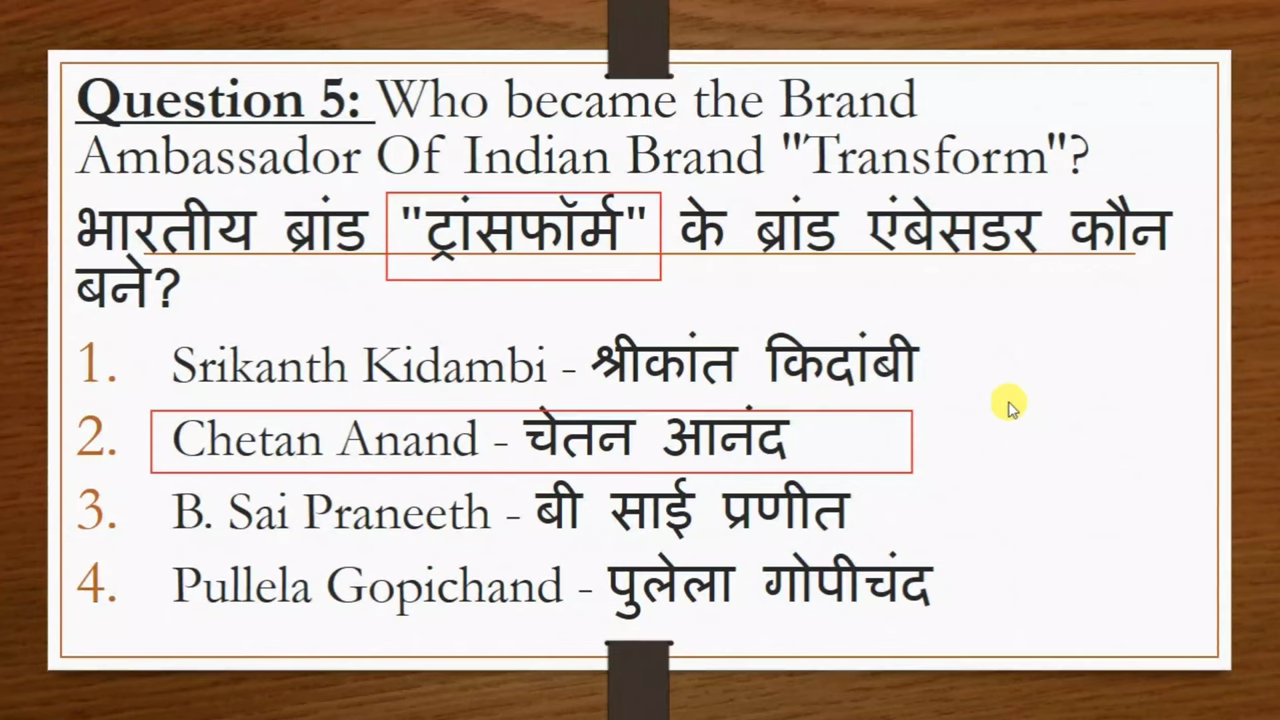 Question 5: Who became the Brand
Ambassador Of Indian Brand "Transform"?
भारतीय ब्रांड "ट्रांसफॉर्म" के ब्रांड एंबेसडर कौन
बने?
1. Srikanth Kidambi - श्रीकांत किदांबी
2. Chetan Anand - चेतन आनंद
3. B. Sai Praneeth - बी साई प्रणीत
4. Pullela Gopichand - पुलेला गोपीचंद